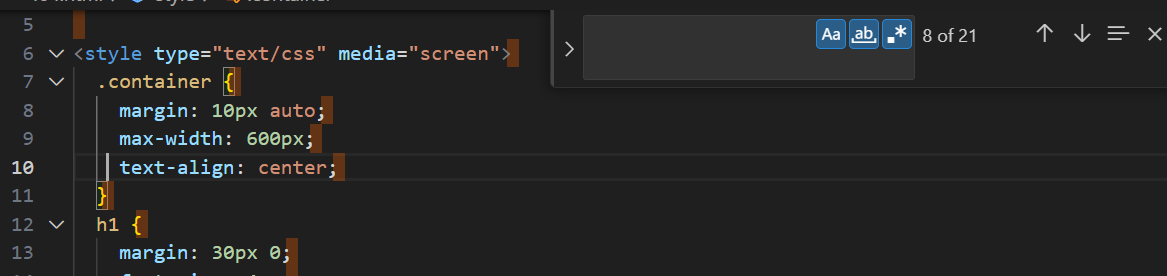 Aa ab .* 8 of 21
5
6 <style type="text/css" media="screen">
7 .container {
8 margin: 10px auto;
9 max-width: 600px;
10 text-align: center;
11 }
12 h1 {
13 margin: 30px 0;